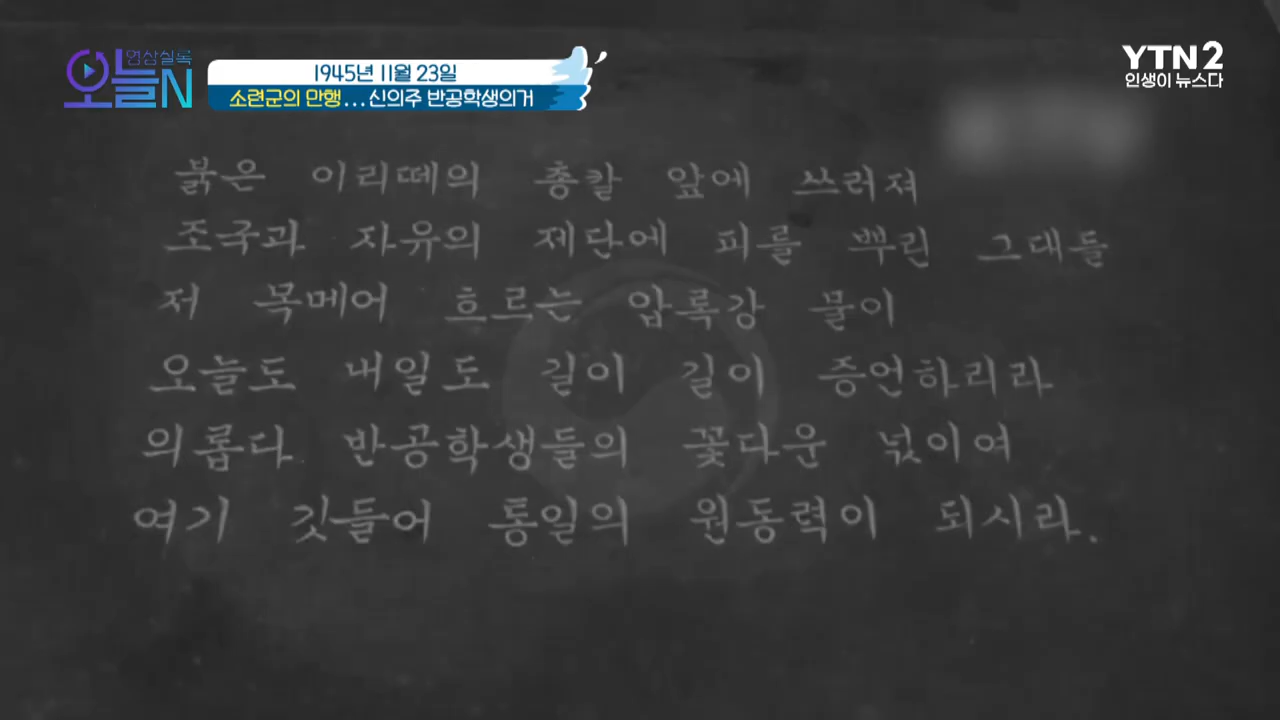 영상실록
오늘N
1945년 11월 23일
소련군의 만행...신의주 반공학생의거
YTN2
인생이 뉴스다
붉은 이리떼의 총칼 앞에 쓰러져
조국과 자유의 제단에 피를 뿌린 그대들
저 목메어 흐르는 압록강 물이
오늘도 내일도 길이 길이 증언하리라
의롭다 반공학생들의 꽃다운 넋이여
여기 깃들어 통일의 원동력이 되시라.